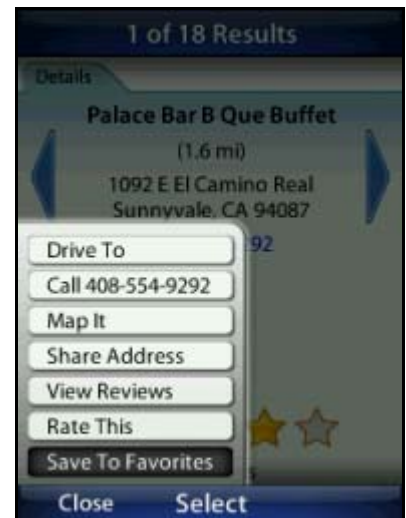 1 of 18 Results
Details
Palace Bar B Que Buffet
(1.6 mi)
1092 E El Camino Real
Sunnyvale, CA 94087
92
Drive To
Call 408-554-9292
Map It
Share Address
View Reviews
Rate This
Save To Favorites
Close Select